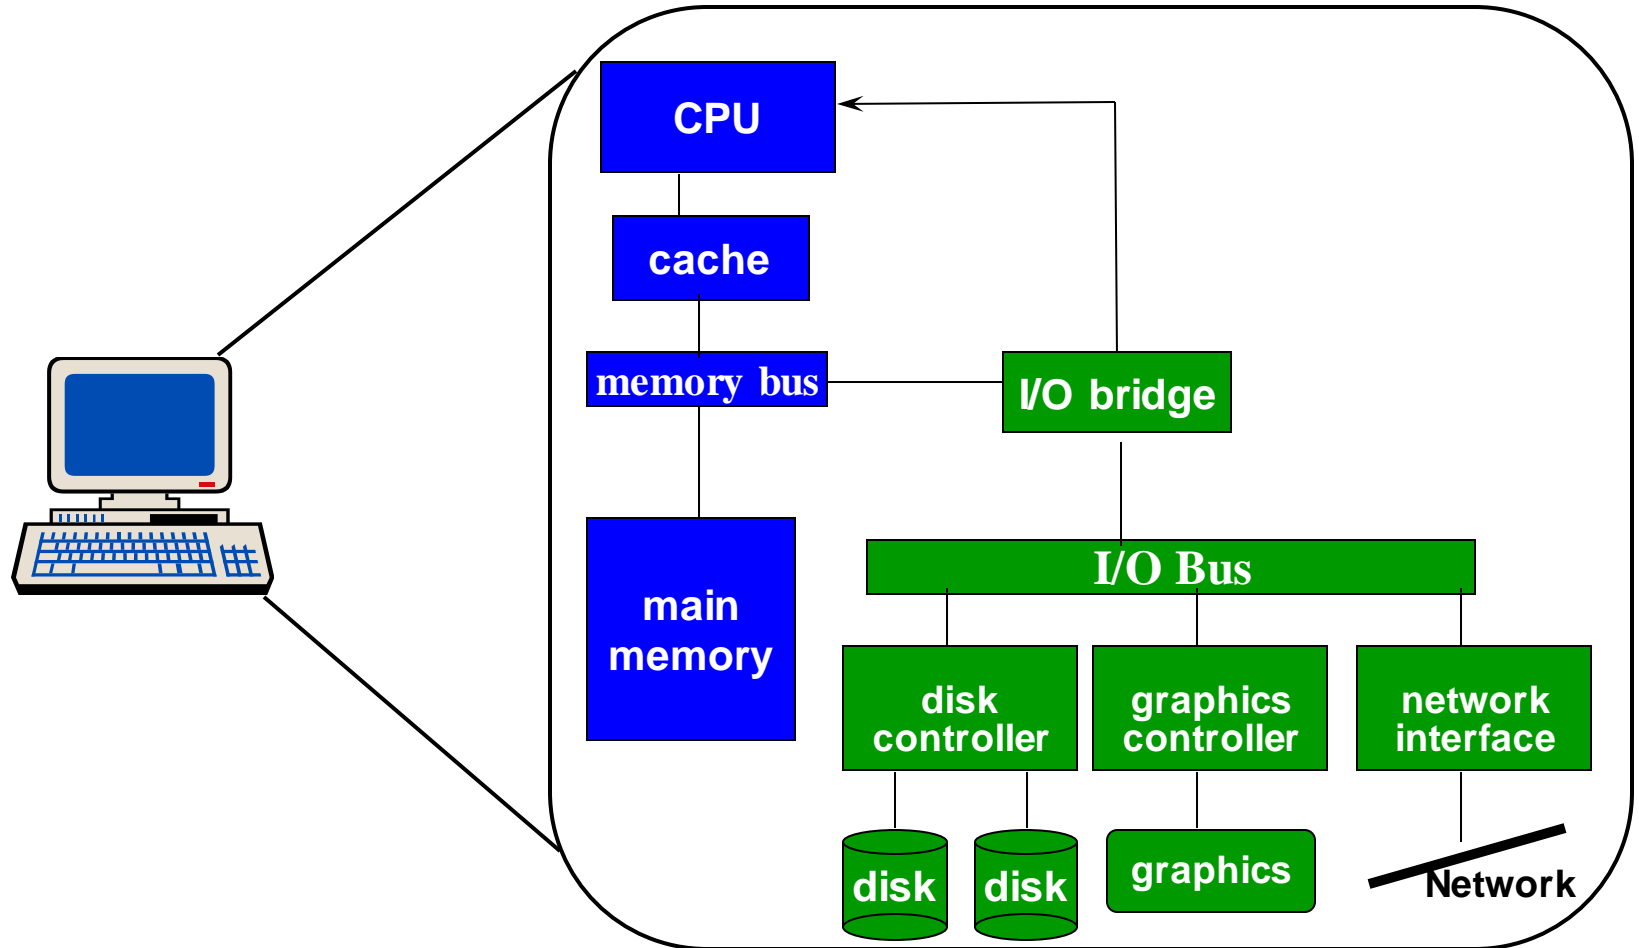 CPU
cache
memory bus
I/O bridge
I/O Bus
main
memory
disk
controller
graphics
controller
network
interface
disk
disk
graphics
Network